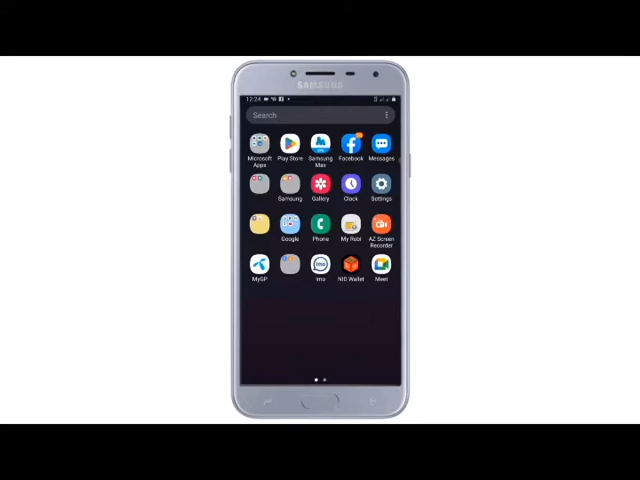 SAMSUNG
12:24
Search
Microsoft Apps
Play Store
Samsung Max
Facebook
Messages
Samsung
Gallery
Clock
Settings
Google
Phone
My Robi
AZ Screen Recorder
MyGP
imo
Imo
NID Wallet
Meet